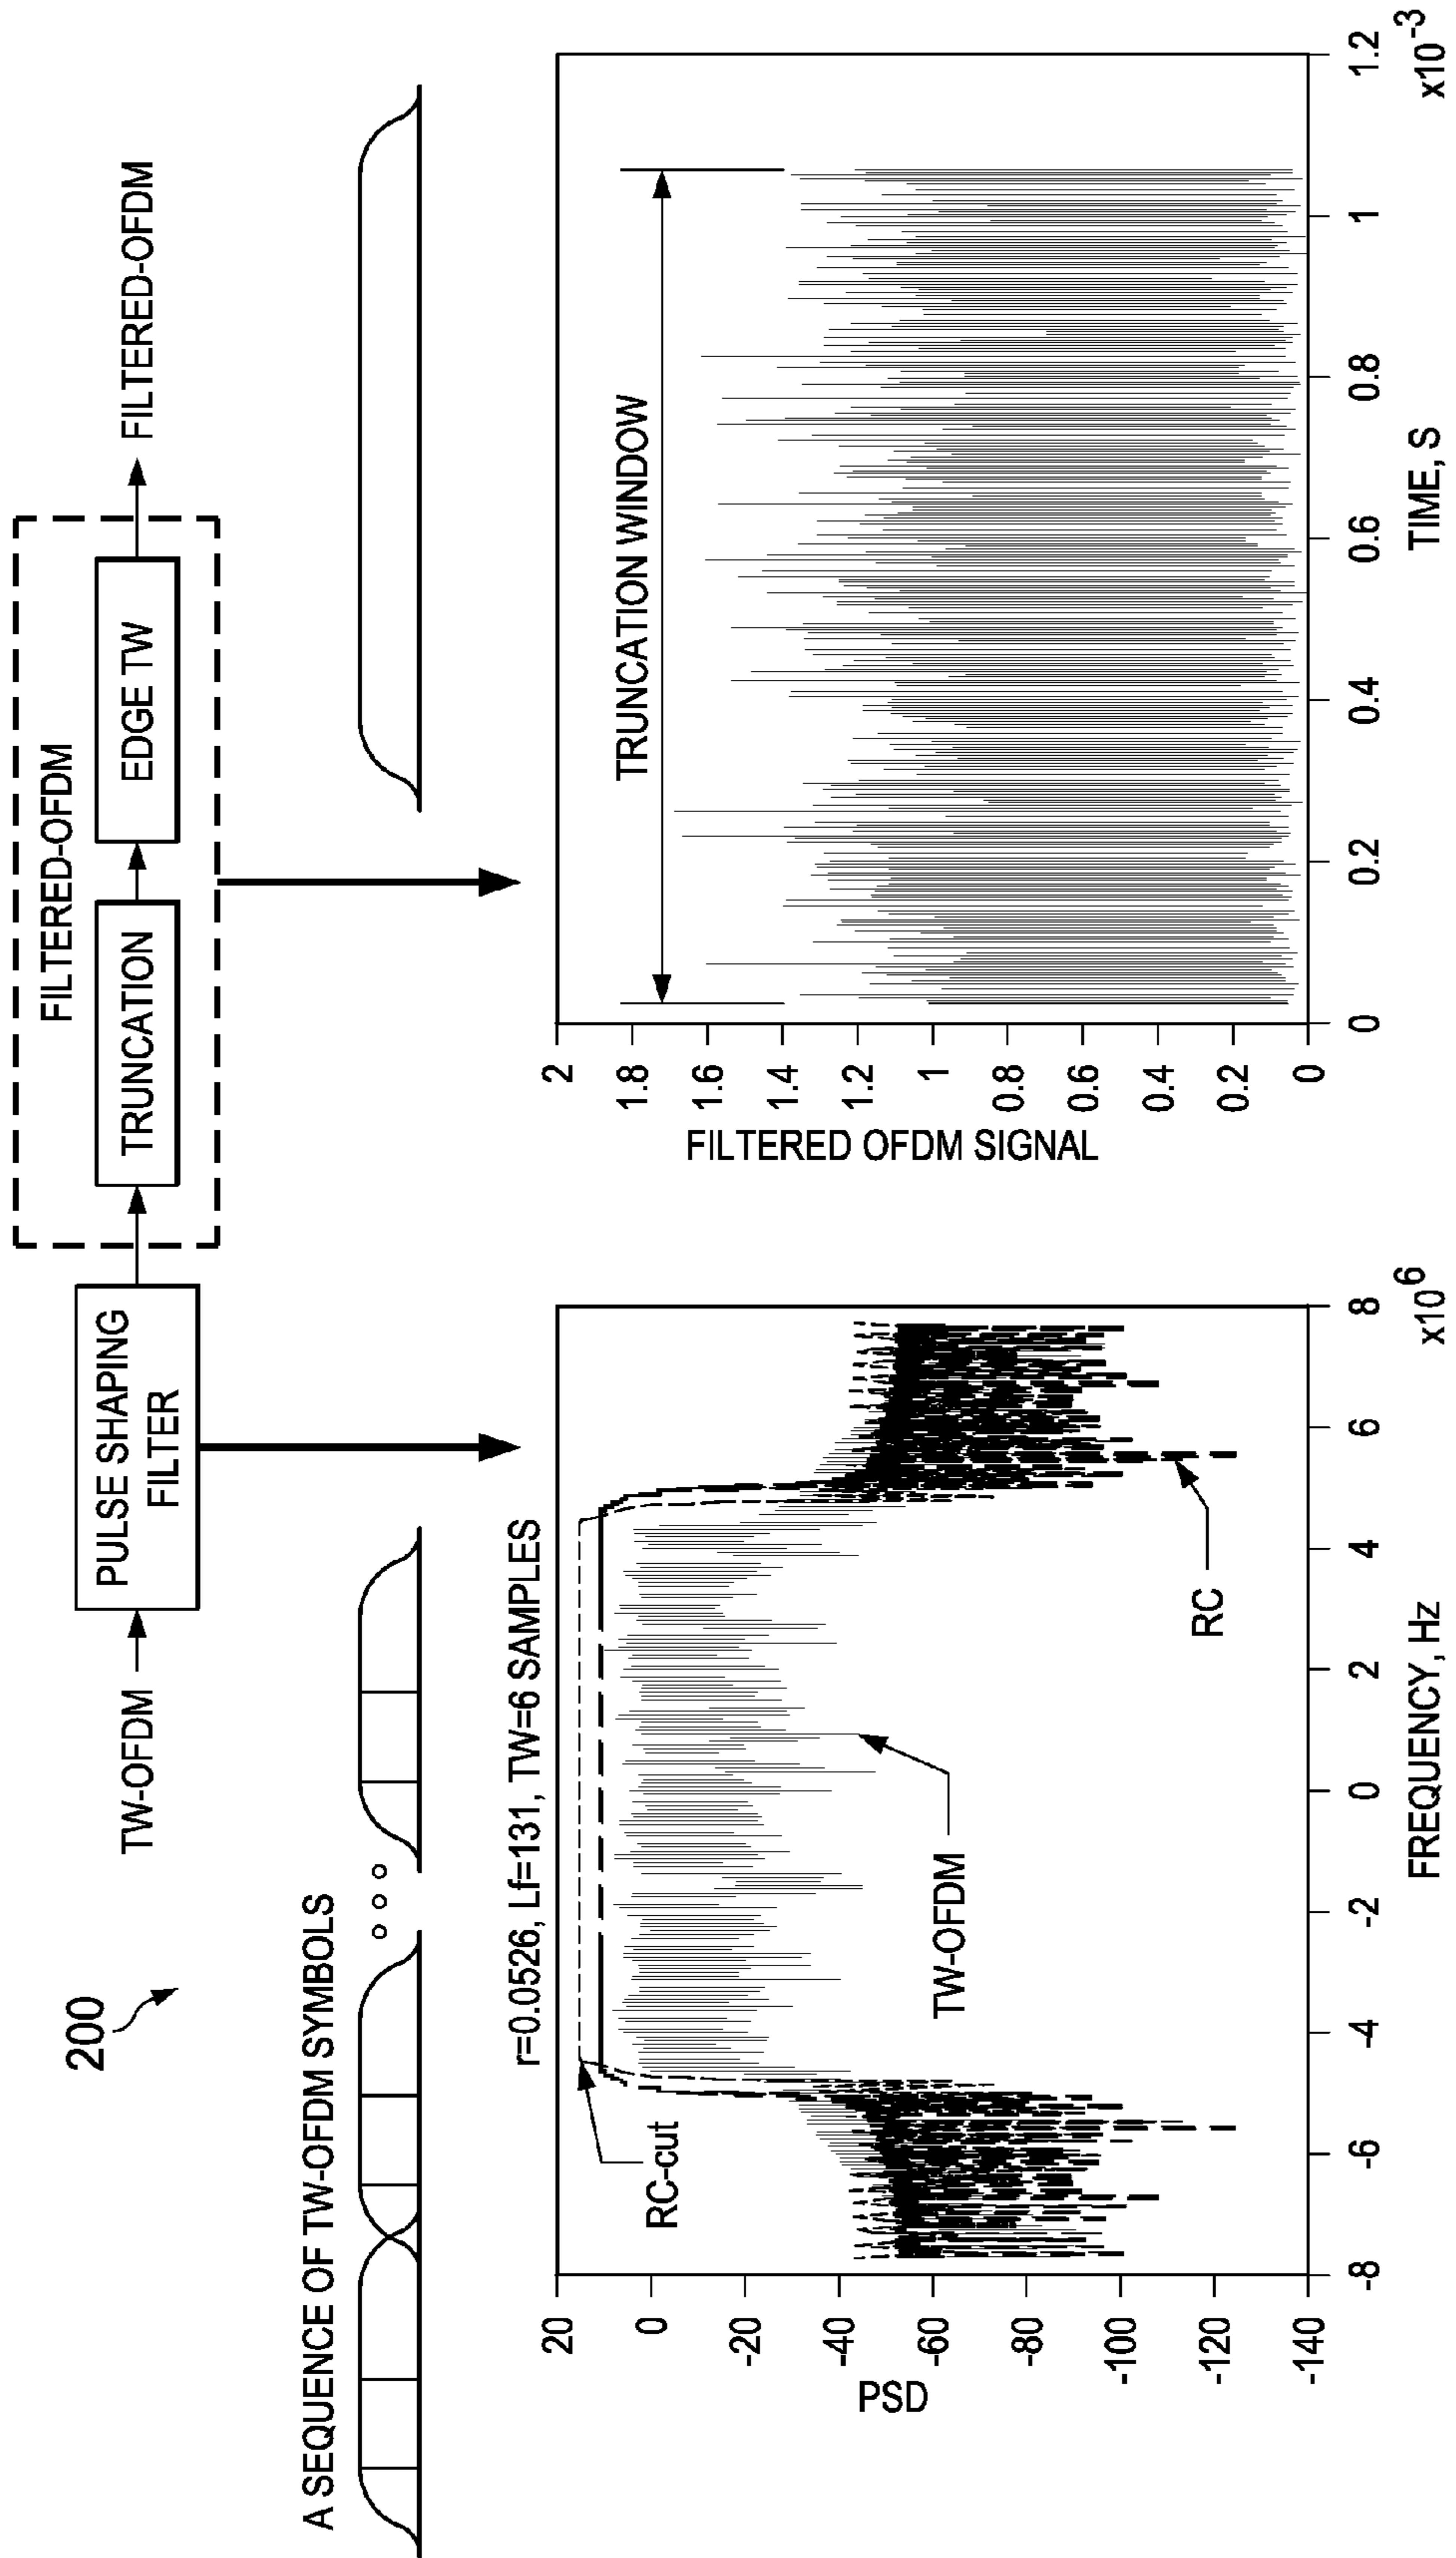 200
TW-OFDM
PULSE SHAPING
FILTER
FILTERED-OFDM
TRUNCATION
EDGE TW
FILTERED-OFDM
A SEQUENCE OF TW-OFDM SYMBOLS
r=0.0526, Lf=131, TW=6 SAMPLES
PSD
20
0
-20
-40
-60
-80
-100
-120
-140
RC-cut
TW-OFDM
RC
-8
-6
-4
-2
0
2
4
6
8
x10^6
FREQUENCY, Hz
FILTERED OFDM SIGNAL
2
1.8
1.6
1.4
1.2
1
0.8
0.6
0.4
0.2
0
TRUNCATION WINDOW
0
0.2
0.4
0.6
0.8
1
1.2
x10^-3
TIME, S